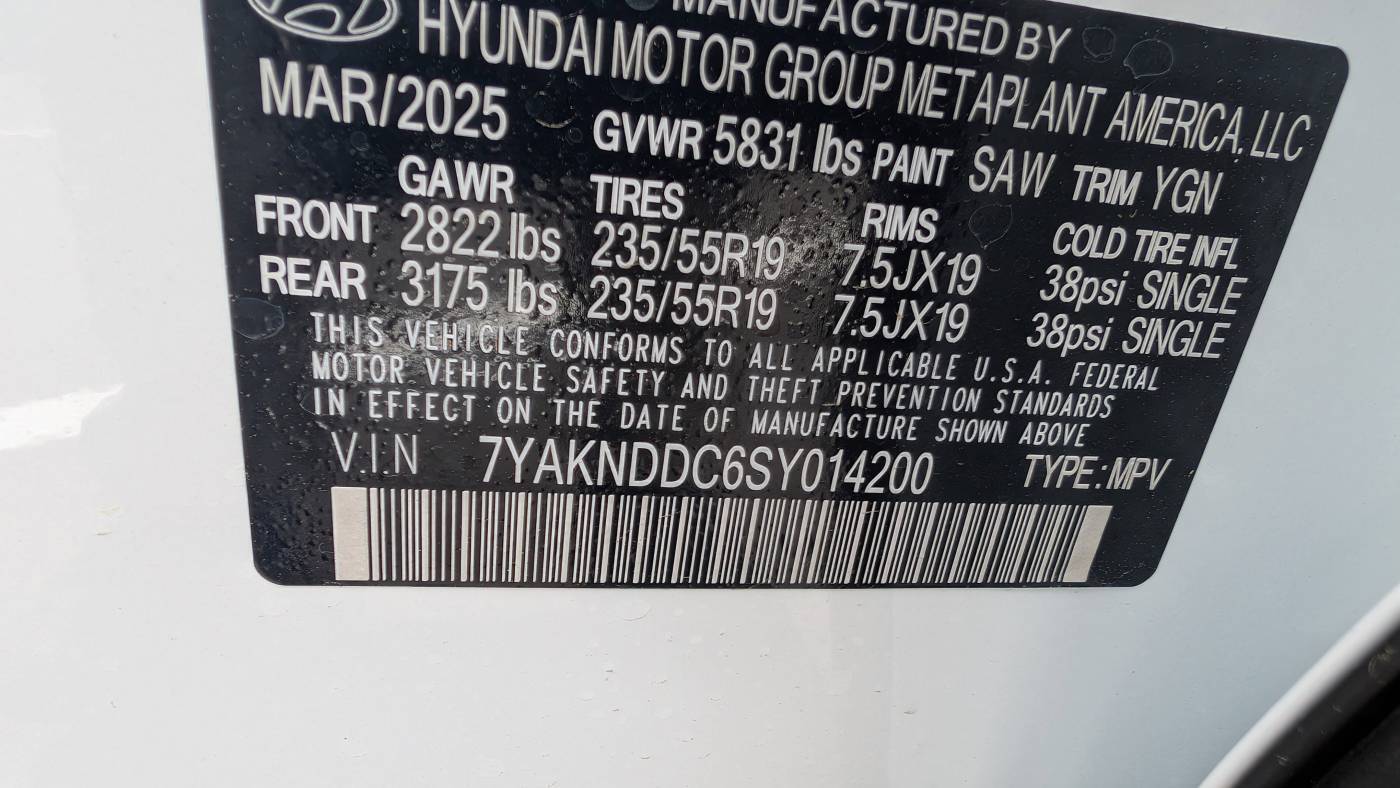 MANUFACTURED BY
HYUNDAI MOTOR GROUP METAPLANT AMERICA, LLC
MAR/2025 GVWR 5831 lbs PAINT SAW TRIM YGN
GAWR TIRES RIMS COLD TIRE INFL
FRONT 2822 lbs 235/55R19 7.5JX19 38psi SINGLE
REAR 3175 lbs 235/55R19 7.5JX19 38psi SINGLE
THIS VEHICLE CONFORMS TO ALL APPLICABLE U.S.A. FEDERAL
MOTOR VEHICLE SAFETY AND THEFT PREVENTION STANDARDS
IN EFFECT ON THE DATE OF MANUFACTURE SHOWN ABOVE
V.I.N 7YAKNDDC6SY014200 TYPE: MPV